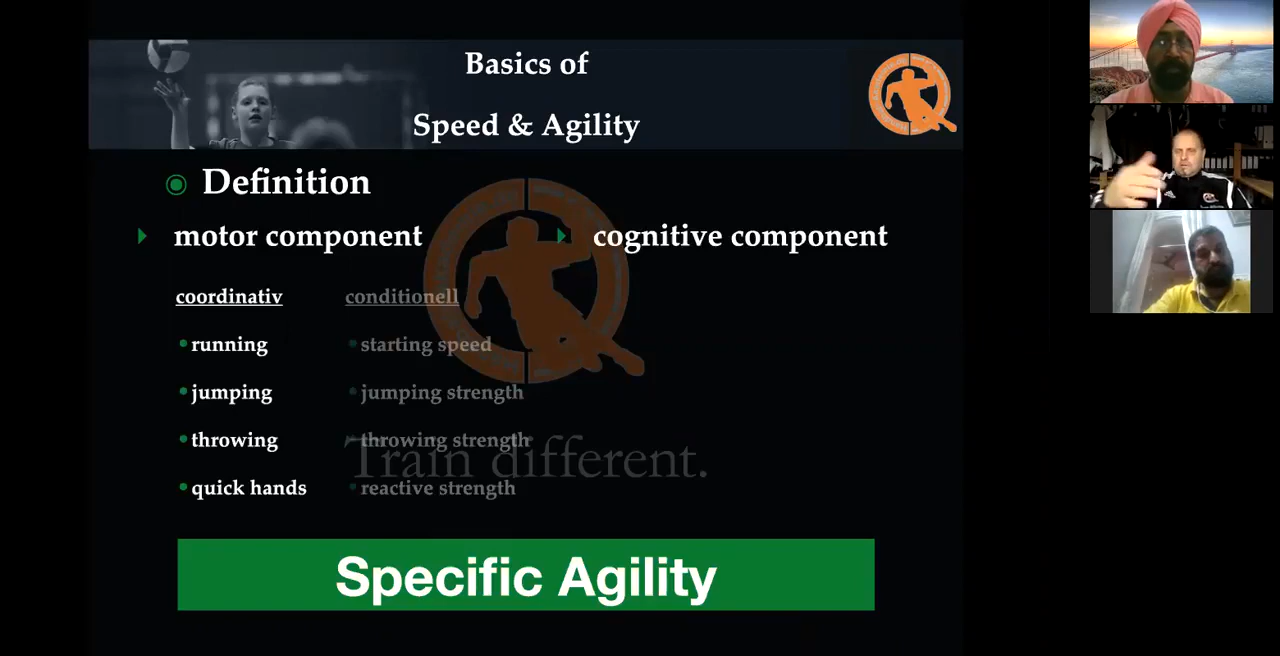 Basics of
Speed & Agility
Definition
motor component
cognitive component
coordinativ
conditionell
running
starting speed
jumping
jumping strength
throwing
throwing strength
Train different.
quick hands
reactive strength
Specific Agility